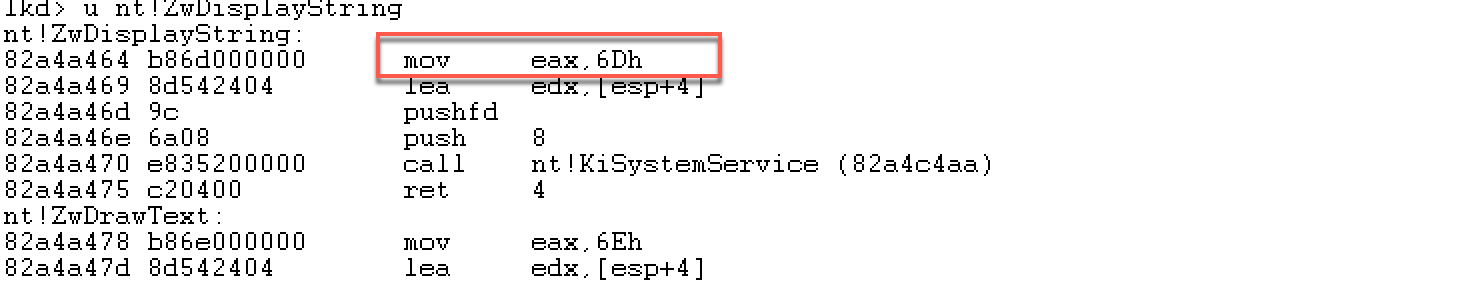 lkd> u nt!ZwDisplayString
nt!ZwDisplayString:
82a4a464 b86d000000 mov eax,6Dh
82a4a469 8d542404 lea edx,[esp+4]
82a4a46d 9c pushfd
82a4a46e 6a08 push 8
82a4a470 e835200000 call nt!KiSystemService (82a4c4aa)
82a4a475 c20400 ret 4
nt!ZwDrawText:
82a4a478 b86e000000 mov eax,6Eh
82a4a47d 8d542404 lea edx,[esp+4]